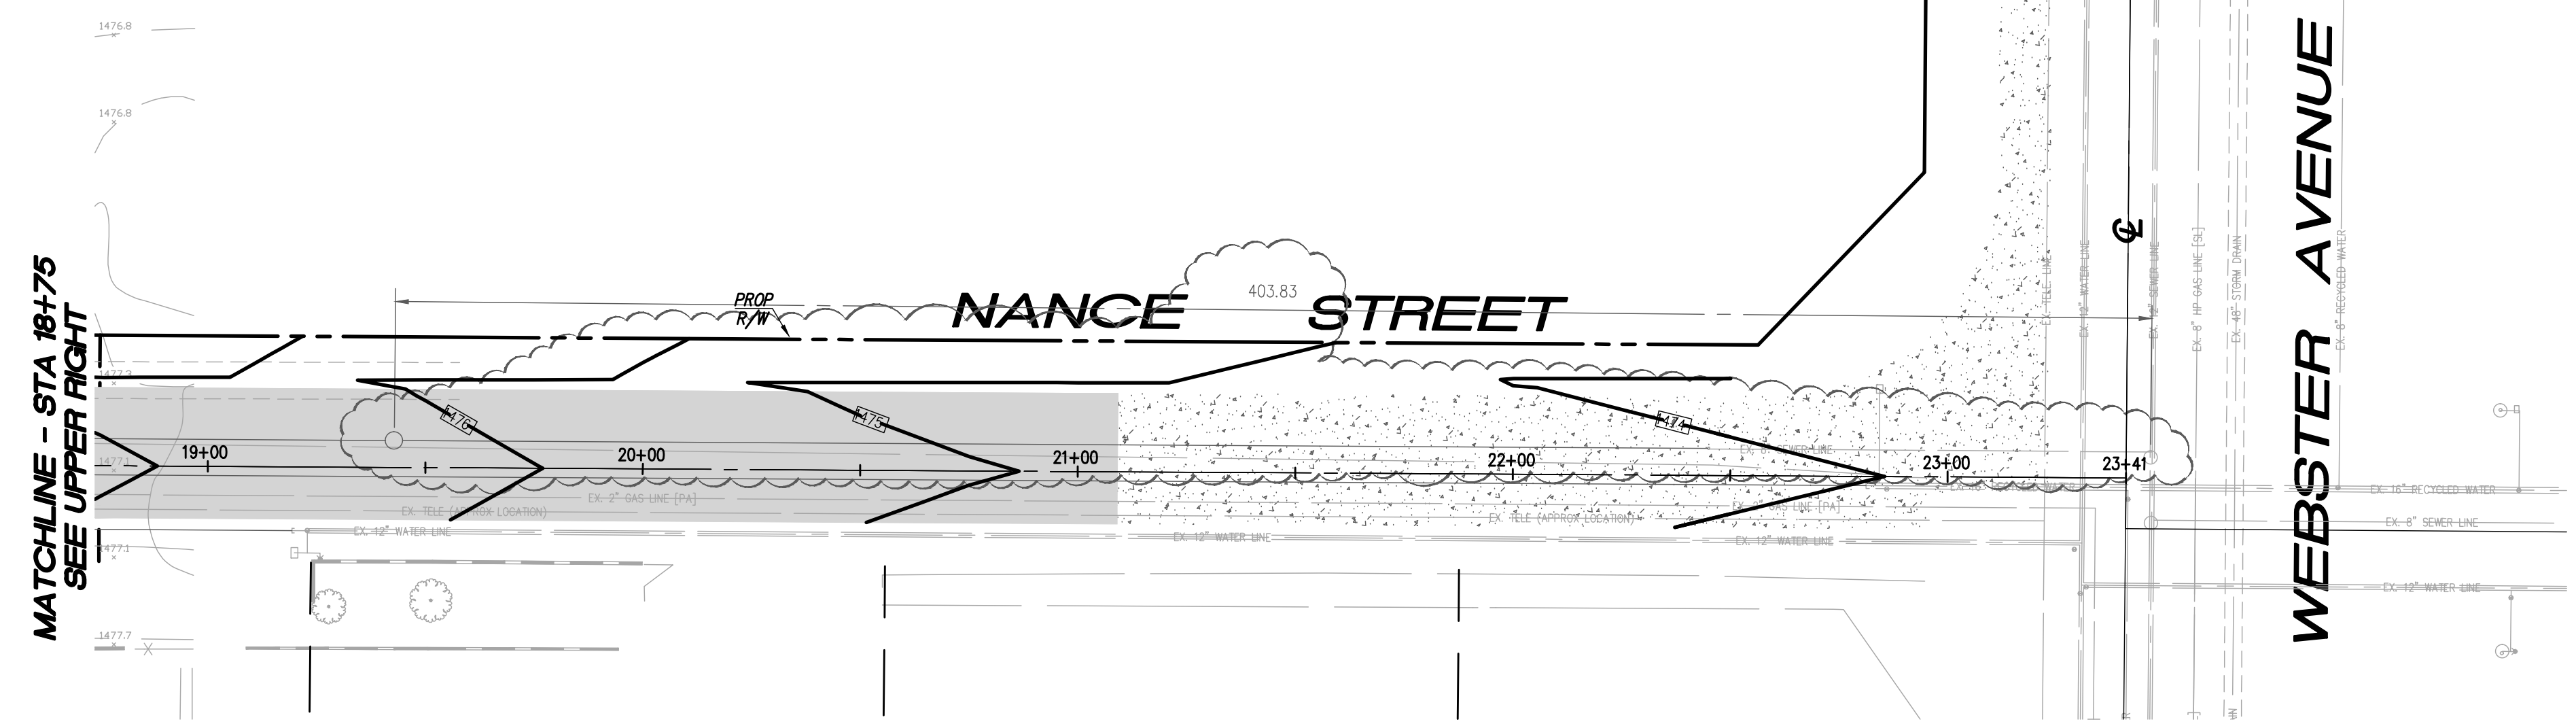 1476.8
1476.8
MATCHLINE - STA 18+75
SEE UPPER RIGHT
1477.3
1477.1
1477.1
1477.7
PROP
R/W
NANCE STREET
403.83
1476
1475
1474
19+00
20+00
21+00
22+00
23+00
23+41
EX. 2" GAS LINE [PA]
EX. TELE (APPROX LOCATION)
EX. 12" WATER LINE
EX. 12" WATER LINE
EX. 8" SEWER LINE
EX. TELE (APPROX LOCATION)
GAS LINE [PA]
EX. 12" WATER LINE
EX. TELE LINE
EX. 12" WATER LINE
EX. 12" SEWER LINE
EX. 8" HP GAS LINE [SL]
EX. 48" STORM DRAIN
EX. 8" RECYCLED WATER
WEBSTER AVENUE
EX. 16" RECYCLED WATER
EX. 8" SEWER LINE
EX. 12" WATER LINE